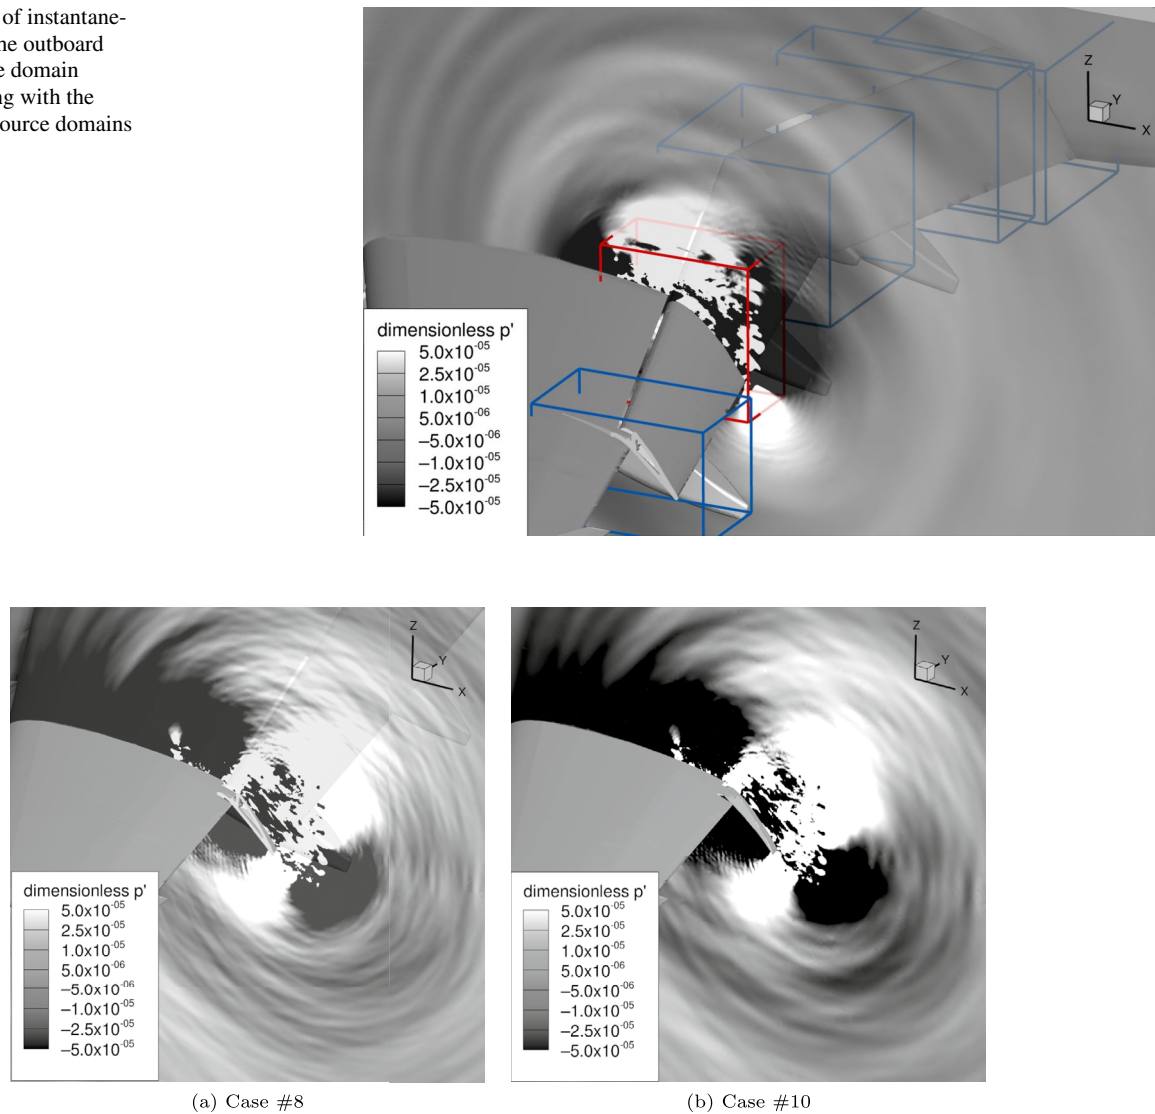 of instantane-
he outboard
e domain
ng with the
ource domains
Z
Y
X
dimensionless p'
5.0x10-05
2.5x10-05
1.0x10-05
5.0x10-06
–5.0x10-06
–1.0x10-05
–2.5x10-05
–5.0x10-05
Z
Y
X
dimensionless p'
5.0x10-05
2.5x10-05
1.0x10-05
5.0x10-06
–5.0x10-06
–1.0x10-05
–2.5x10-05
–5.0x10-05
(a) Case #8
Z
Y
X
dimensionless p'
5.0x10-05
2.5x10-05
1.0x10-05
5.0x10-06
–5.0x10-06
–1.0x10-05
–2.5x10-05
–5.0x10-05
(b) Case #10